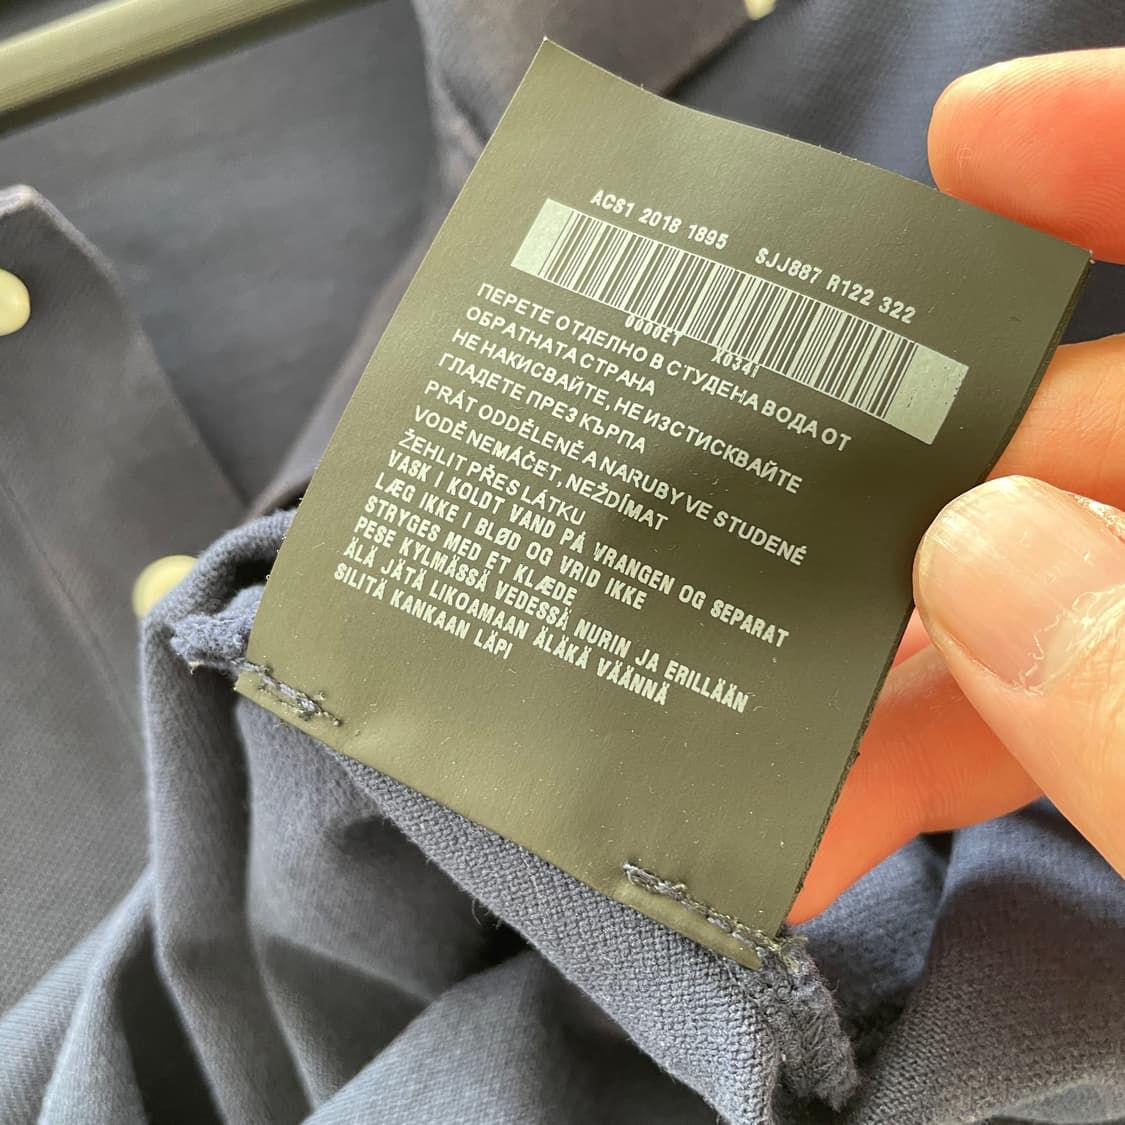 ACS1 2018 1895 SJJ887 R122 322
0000ET X034i
ПЕРЕТЕ ОТДЕЛНО В СТУДЕНА ВОДА ОТ
ОБРАТНАТА СТРАНА
НЕ НАКИСВАЙТЕ, НЕ ИЗСТИСКВАЙТЕ
ГЛАДЕТЕ ПРЕЗ КЪРПА
PRÁT ODDĚLENĚ A NARUBY VE STUDENÉ
VODĚ NEMÁČET, NEŽDÍMAT
ŽEHLIT PŘES LÁTKU
VASK I KOLDT VAND PÅ VRANGEN OG SEPARAT
LÆG IKKE I BLØD OG VRID IKKE
STRYGES MED ET KLÆDE
PESE KYLMÄSSÄ VEDESSÄ NURIN JA ERILLÄÄN
ÄLÄ JÄTÄ LIKOAMAAN ÄLÄKÄ VÄÄNNÄ
SILITÄ KANKAAN LÄPI